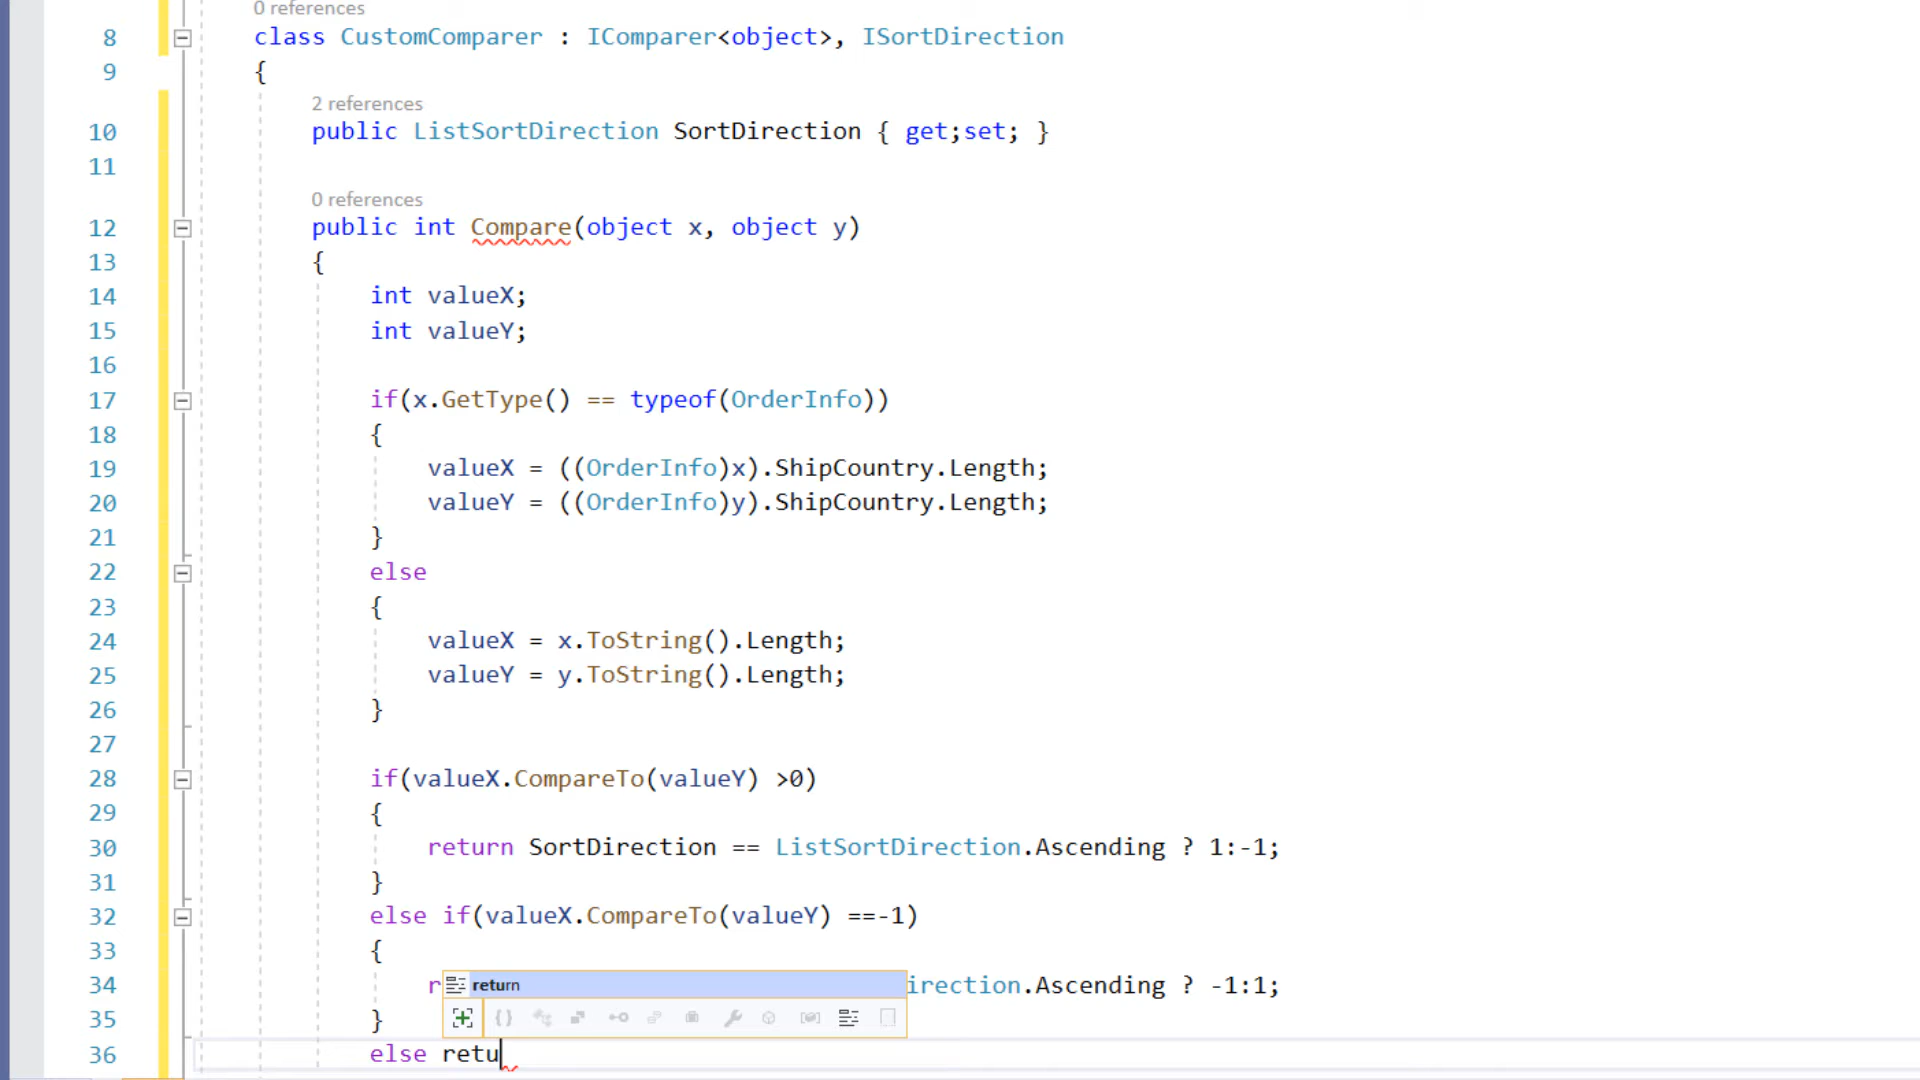 0 references
8 class CustomComparer : IComparer<object>, ISortDirection
9 {
2 references
10 public ListSortDirection SortDirection { get;set; }
11
0 references
12 public int Compare(object x, object y)
13 {
14 int valueX;
15 int valueY;
16
17 if(x.GetType() == typeof(OrderInfo))
18 {
19 valueX = ((OrderInfo)x).ShipCountry.Length;
20 valueY = ((OrderInfo)y).ShipCountry.Length;
21 }
22 else
23 {
24 valueX = x.ToString().Length;
25 valueY = y.ToString().Length;
26 }
27
28 if(valueX.CompareTo(valueY) >0)
29 {
30 return SortDirection == ListSortDirection.Ascending ? 1:-1;
31 }
32 else if(valueX.CompareTo(valueY) ==-1)
33 {
34 r return irection.Ascending ? -1:1;
35 }
36 else retu